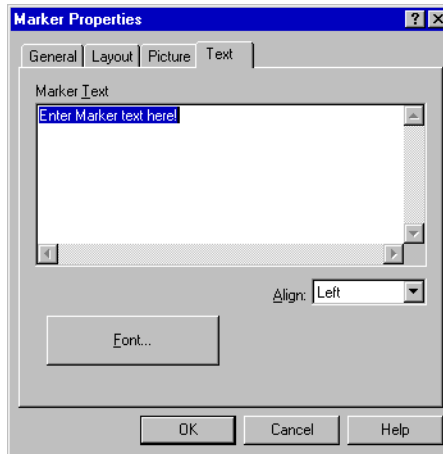 Marker Properties
General Layout Picture Text
Marker Text
Enter Marker text here!
Align: Left
Font...
OK Cancel Help